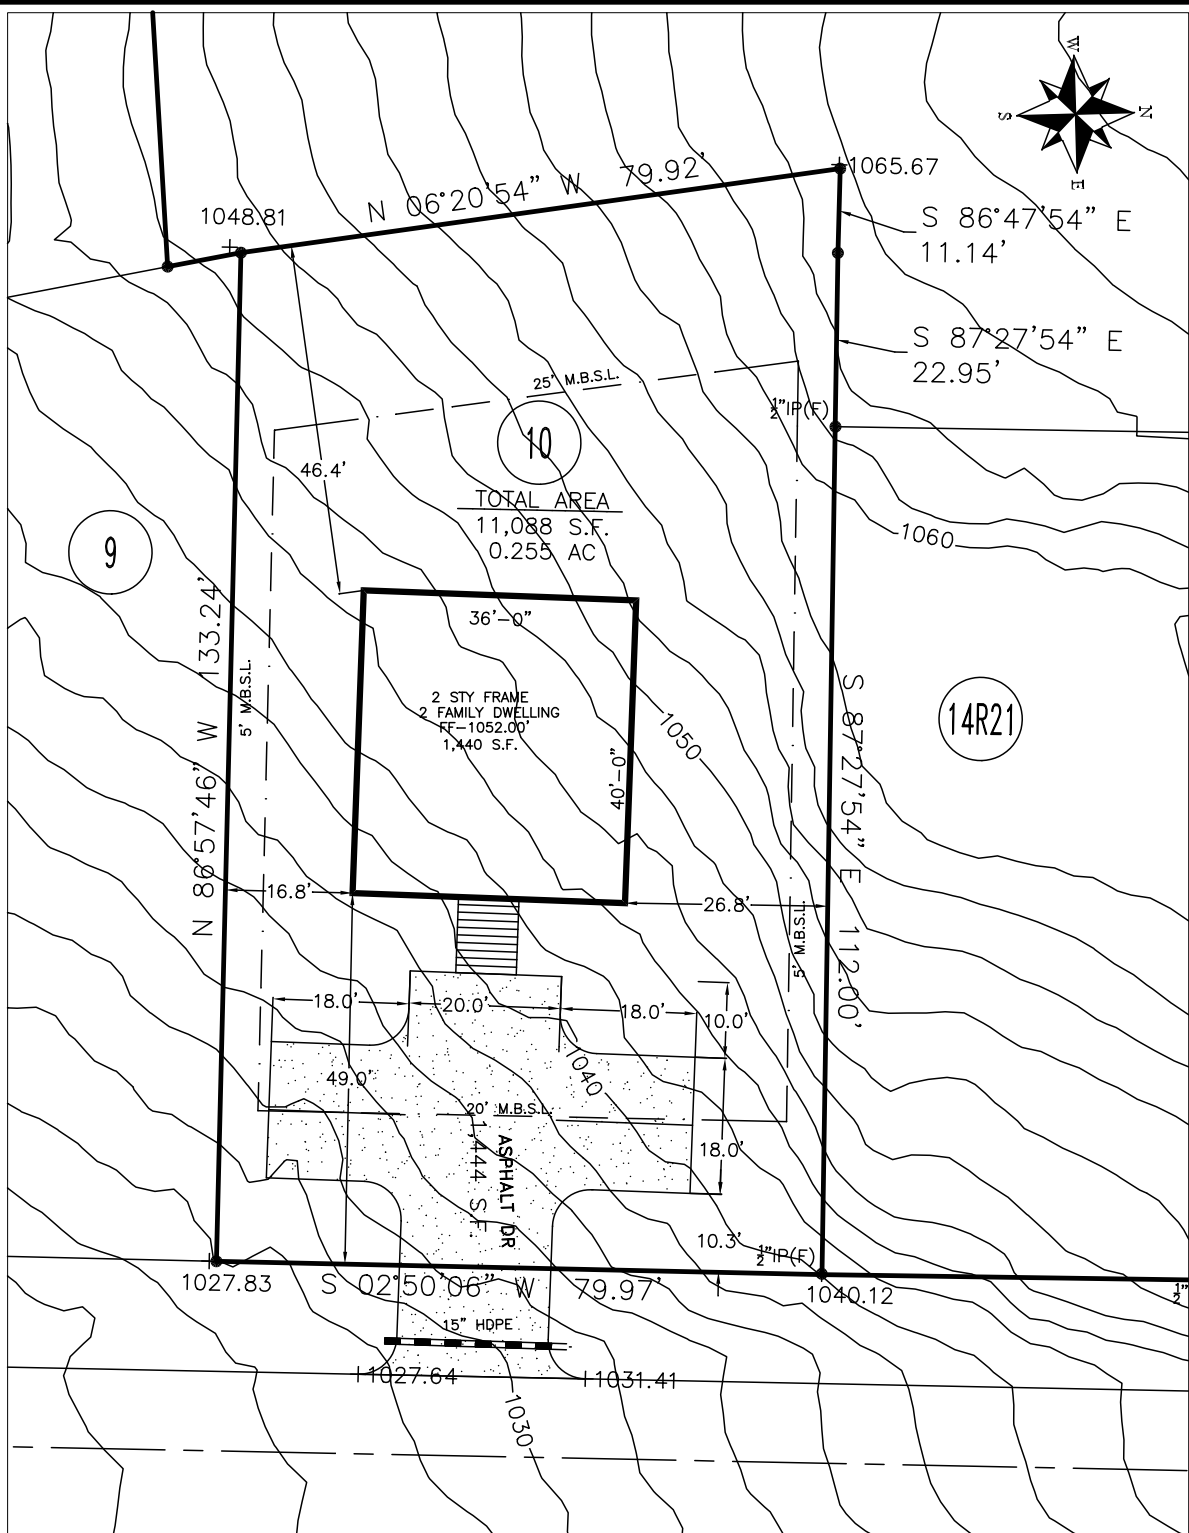 W
N
S
E
1065.67
N 06°20'54" W 79.92'
1048.81
S 86°47'54" E
11.14'
S 87°27'54" E
22.95'
25' M.B.S.L.
½"IP(F)
10
46.4'
TOTAL AREA
11,088 S.F.
0.255 AC
1060
9
36'-0"
N 86°57'46" W 133.24'
5' M.B.S.L.
2 STY FRAME
2 FAMILY DWELLING
FF-1052.00'
1,440 S.F.
40'-0"
1050
S 87°27'54" E 112.00'
14R21
16.8'
26.8'
5' M.B.S.L.
18.0'
20.0'
18.0'
10.0'
1040
49.0'
20' M.B.S.L.
ASPHALT DR
1,444 S.F.
18.0'
10.3'
½"IP(F)
1027.83
S 02°50'06" W 79.97'
1040.12
½"
15" HDPE
1027.64
1031.41
1030